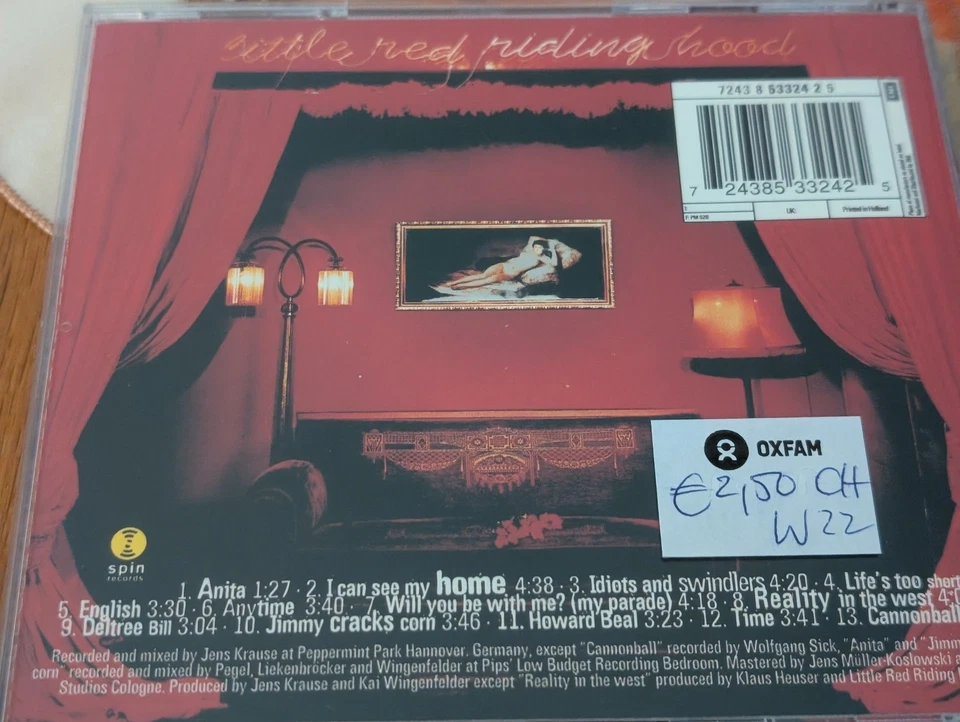 little red riding hood
7243 8 53324 2 5
EMI
7 24385 33242 5
UK:
Printed in Holland
F: PM 520
OXFAM
€2,50 CH
W22
spin
records
1. Anita 1:27 · 2. I can see my home 4:38 · 3. Idiots and swindlers 4:20 · 4. Life's too short
5. English 3:30 · 6. Anytime 3:40 · 7. Will you be with me? (my parade) 4:18 · 8. Reality in the west 4:0
9. Deltree Bill 3:04 · 10. Jimmy cracks corn 3:46 · 11. Howard Beal 3:23 · 12. Time 3:41 · 13. Cannonball
Recorded and mixed by Jens Krause at Peppermint Park Hannover. Germany, except "Cannonball" recorded by Wolfgang Sick, "Anita" and "Jimm
corn" recorded and mixed by Pagel, Liekenbröcker and Wingenfelder at Pips' Low Budget Recording Bedroom. Mastered by Jens Müller-Koslowski a
Studios Cologne. Produced by Jens Krause and Kai Wingenfelder except "Reality in the west" produced by Klaus Heuser and Little Red Riding